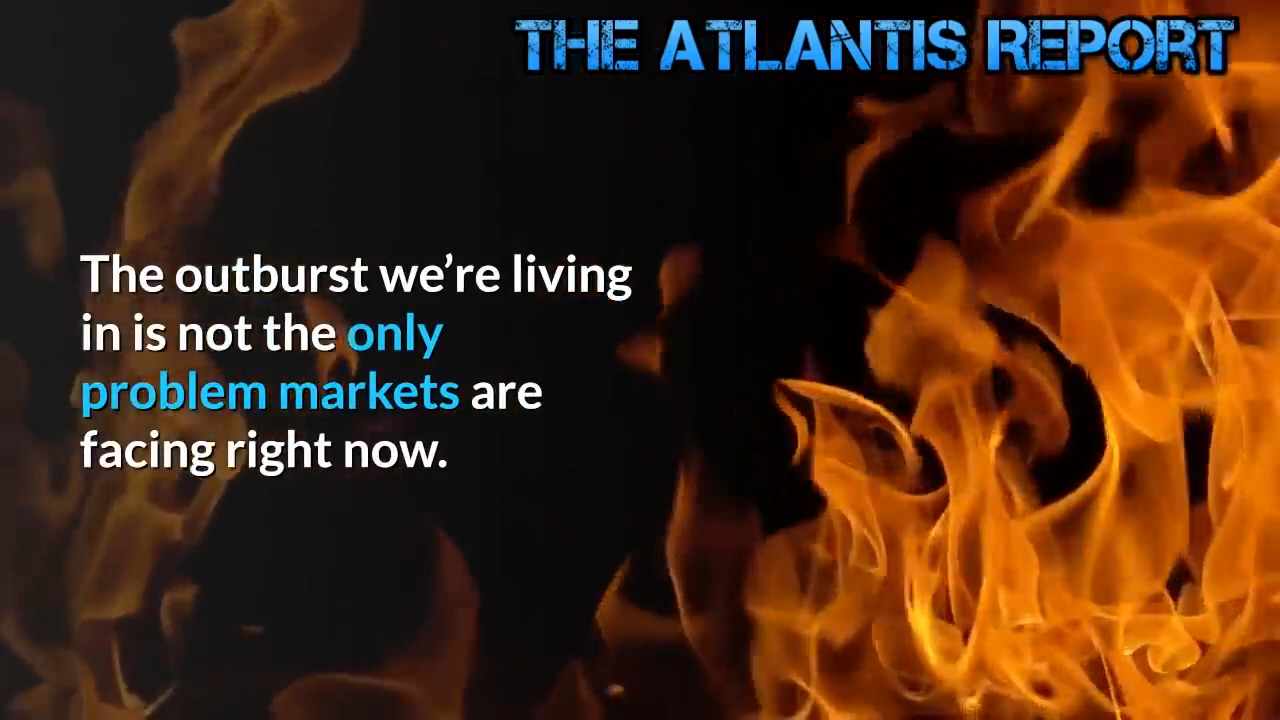 THE ATLANTIS REPORT
The outburst we’re living
in is not the only
problem markets are
facing right now.